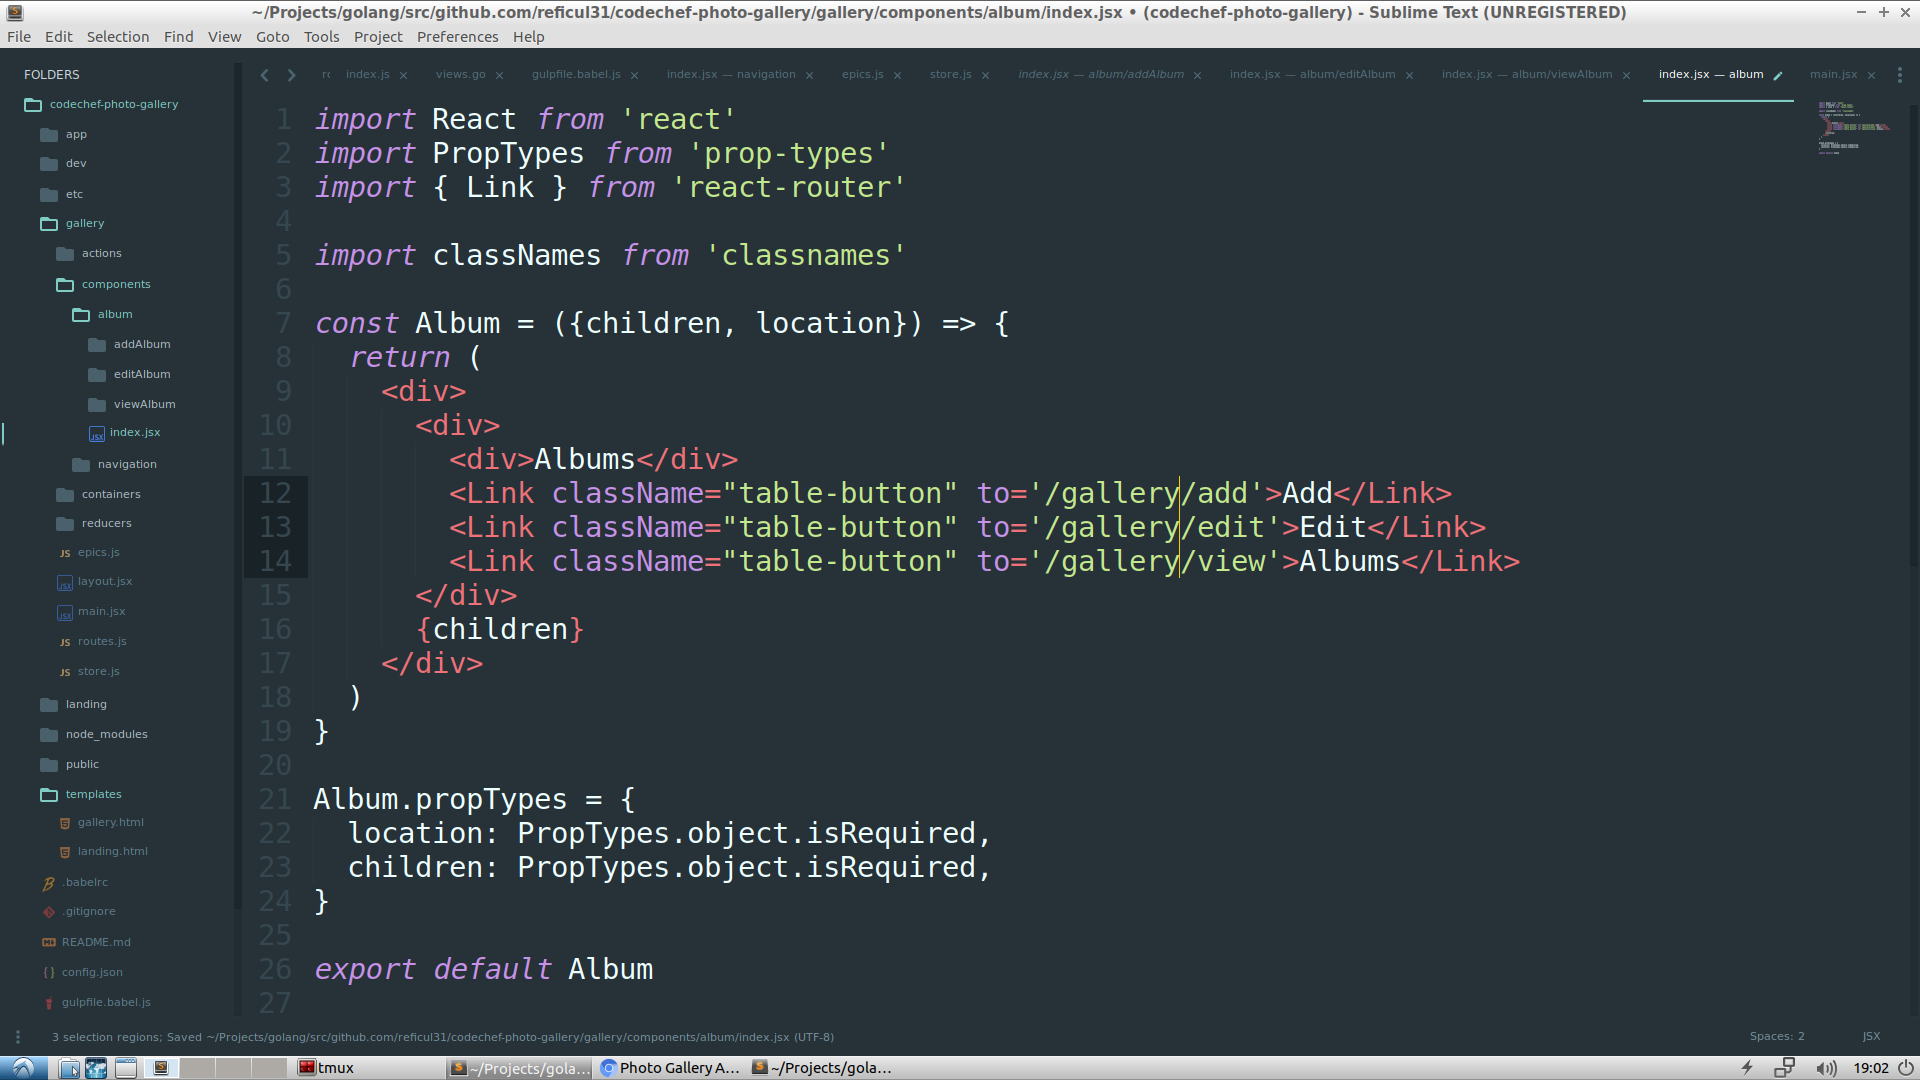 ~/Projects/golang/src/github.com/reficul31/codechef-photo-gallery/gallery/components/album/index.jsx • (codechef-photo-gallery) - Sublime Text (UNREGISTERED)
File Edit Selection Find View Goto Tools Project Preferences Help
index.js views.go gulpfile.babel.js index.jsx — navigation epics.js store.js index.jsx — album/addAlbum index.jsx — album/editAlbum index.jsx — album/viewAlbum index.jsx — album main.jsx
FOLDERS
codechef-photo-gallery
app
dev
etc
gallery
actions
components
album
addAlbum
editAlbum
viewAlbum
JSX index.jsx
navigation
containers
reducers
JS epics.js
JSX layout.jsx
JSX main.jsx
JS routes.js
JS store.js
landing
node_modules
public
templates
gallery.html
landing.html
.babelrc
.gitignore
README.md
{} config.json
gulpfile.babel.js
1 import React from 'react'
2 import PropTypes from 'prop-types'
3 import { Link } from 'react-router'
4
5 import classNames from 'classnames'
6
7 const Album = ({children, location}) => {
8   return (
9     <div>
10       <div>
11         <div>Albums</div>
12         <Link className="table-button" to='/gallery/add'>Add</Link>
13         <Link className="table-button" to='/gallery/edit'>Edit</Link>
14         <Link className="table-button" to='/gallery/view'>Albums</Link>
15       </div>
16       {children}
17     </div>
18   )
19 }
20
21 Album.propTypes = {
22   location: PropTypes.object.isRequired,
23   children: PropTypes.object.isRequired,
24 }
25
26 export default Album
27
3 selection regions; Saved ~/Projects/golang/src/github.com/reficul31/codechef-photo-gallery/gallery/components/album/index.jsx (UTF-8) Spaces: 2 JSX
tmux ~/Projects/gola... Photo Gallery A... ~/Projects/gola... 19:02